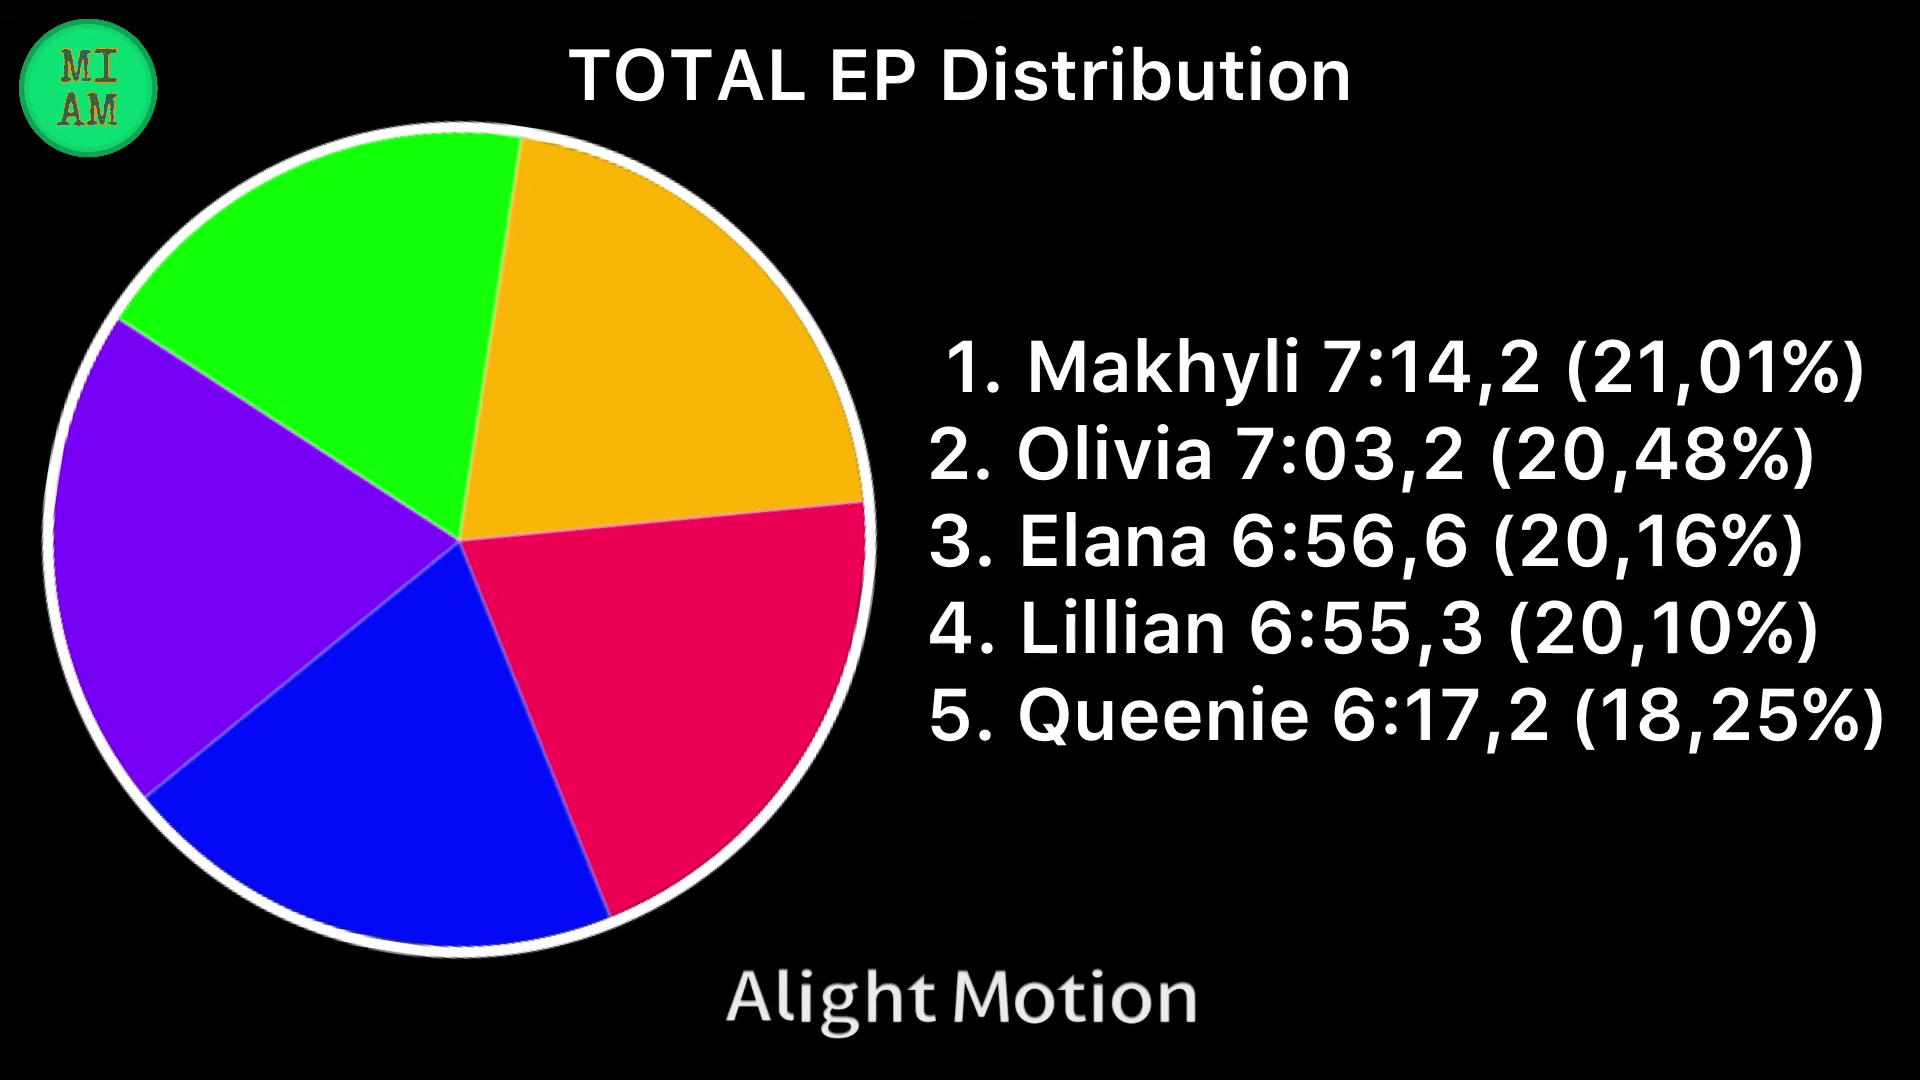 MI
AM
TOTAL EP Distribution
1. Makhyli 7:14,2 (21,01%)
2. Olivia 7:03,2 (20,48%)
3. Elana 6:56,6 (20,16%)
4. Lillian 6:55,3 (20,10%)
5. Queenie 6:17,2 (18,25%)
Alight Motion